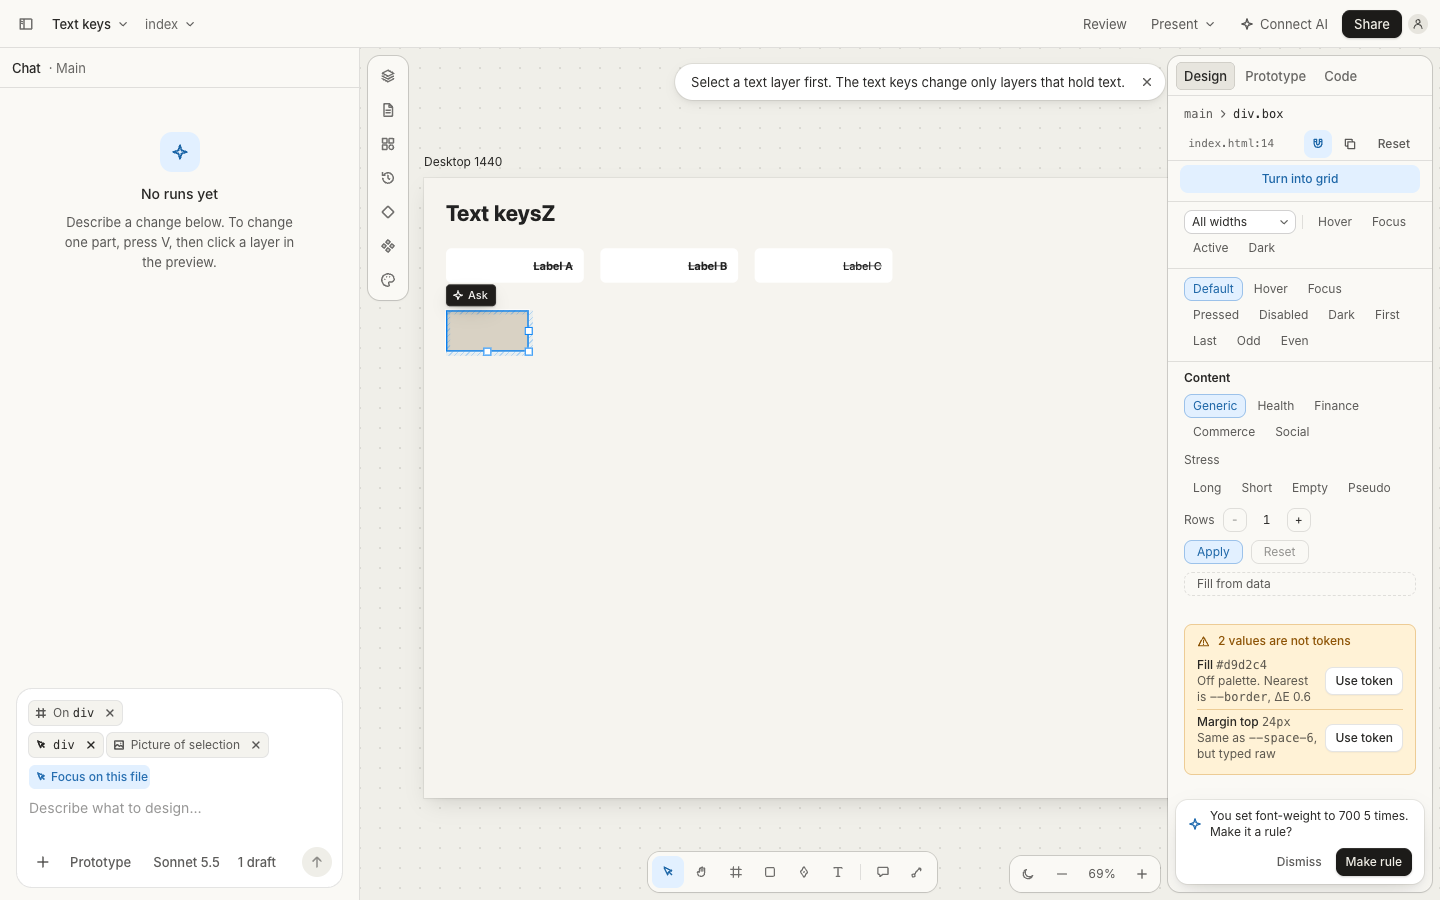 Text keys
index
Review
Present
Connect AI
Share
Chat · Main
No runs yet
Describe a change below. To change
one part, press V, then click a layer in
the preview.
On div
div
Picture of selection
Focus on this file
Describe what to design...
Prototype
Sonnet 5.5
1 draft
Select a text layer first. The text keys change only layers that hold text.
Desktop 1440
Text keysZ
Label A
Label B
Label C
Ask
T
69%
Design
Prototype
Code
main > div.box
index.html:14
Reset
Turn into grid
All widths
Hover
Focus
Active
Dark
Default
Hover
Focus
Pressed
Disabled
Dark
First
Last
Odd
Even
Content
Generic
Health
Finance
Commerce
Social
Stress
Long
Short
Empty
Pseudo
Rows - 1 +
Apply
Reset
Fill from data
2 values are not tokens
Fill #d9d2c4
Off palette. Nearest
is --border, ΔE 0.6
Use token
Margin top 24px
Same as --space-6,
but typed raw
Use token
You set font-weight to 700 5 times.
Make it a rule?
Dismiss
Make rule